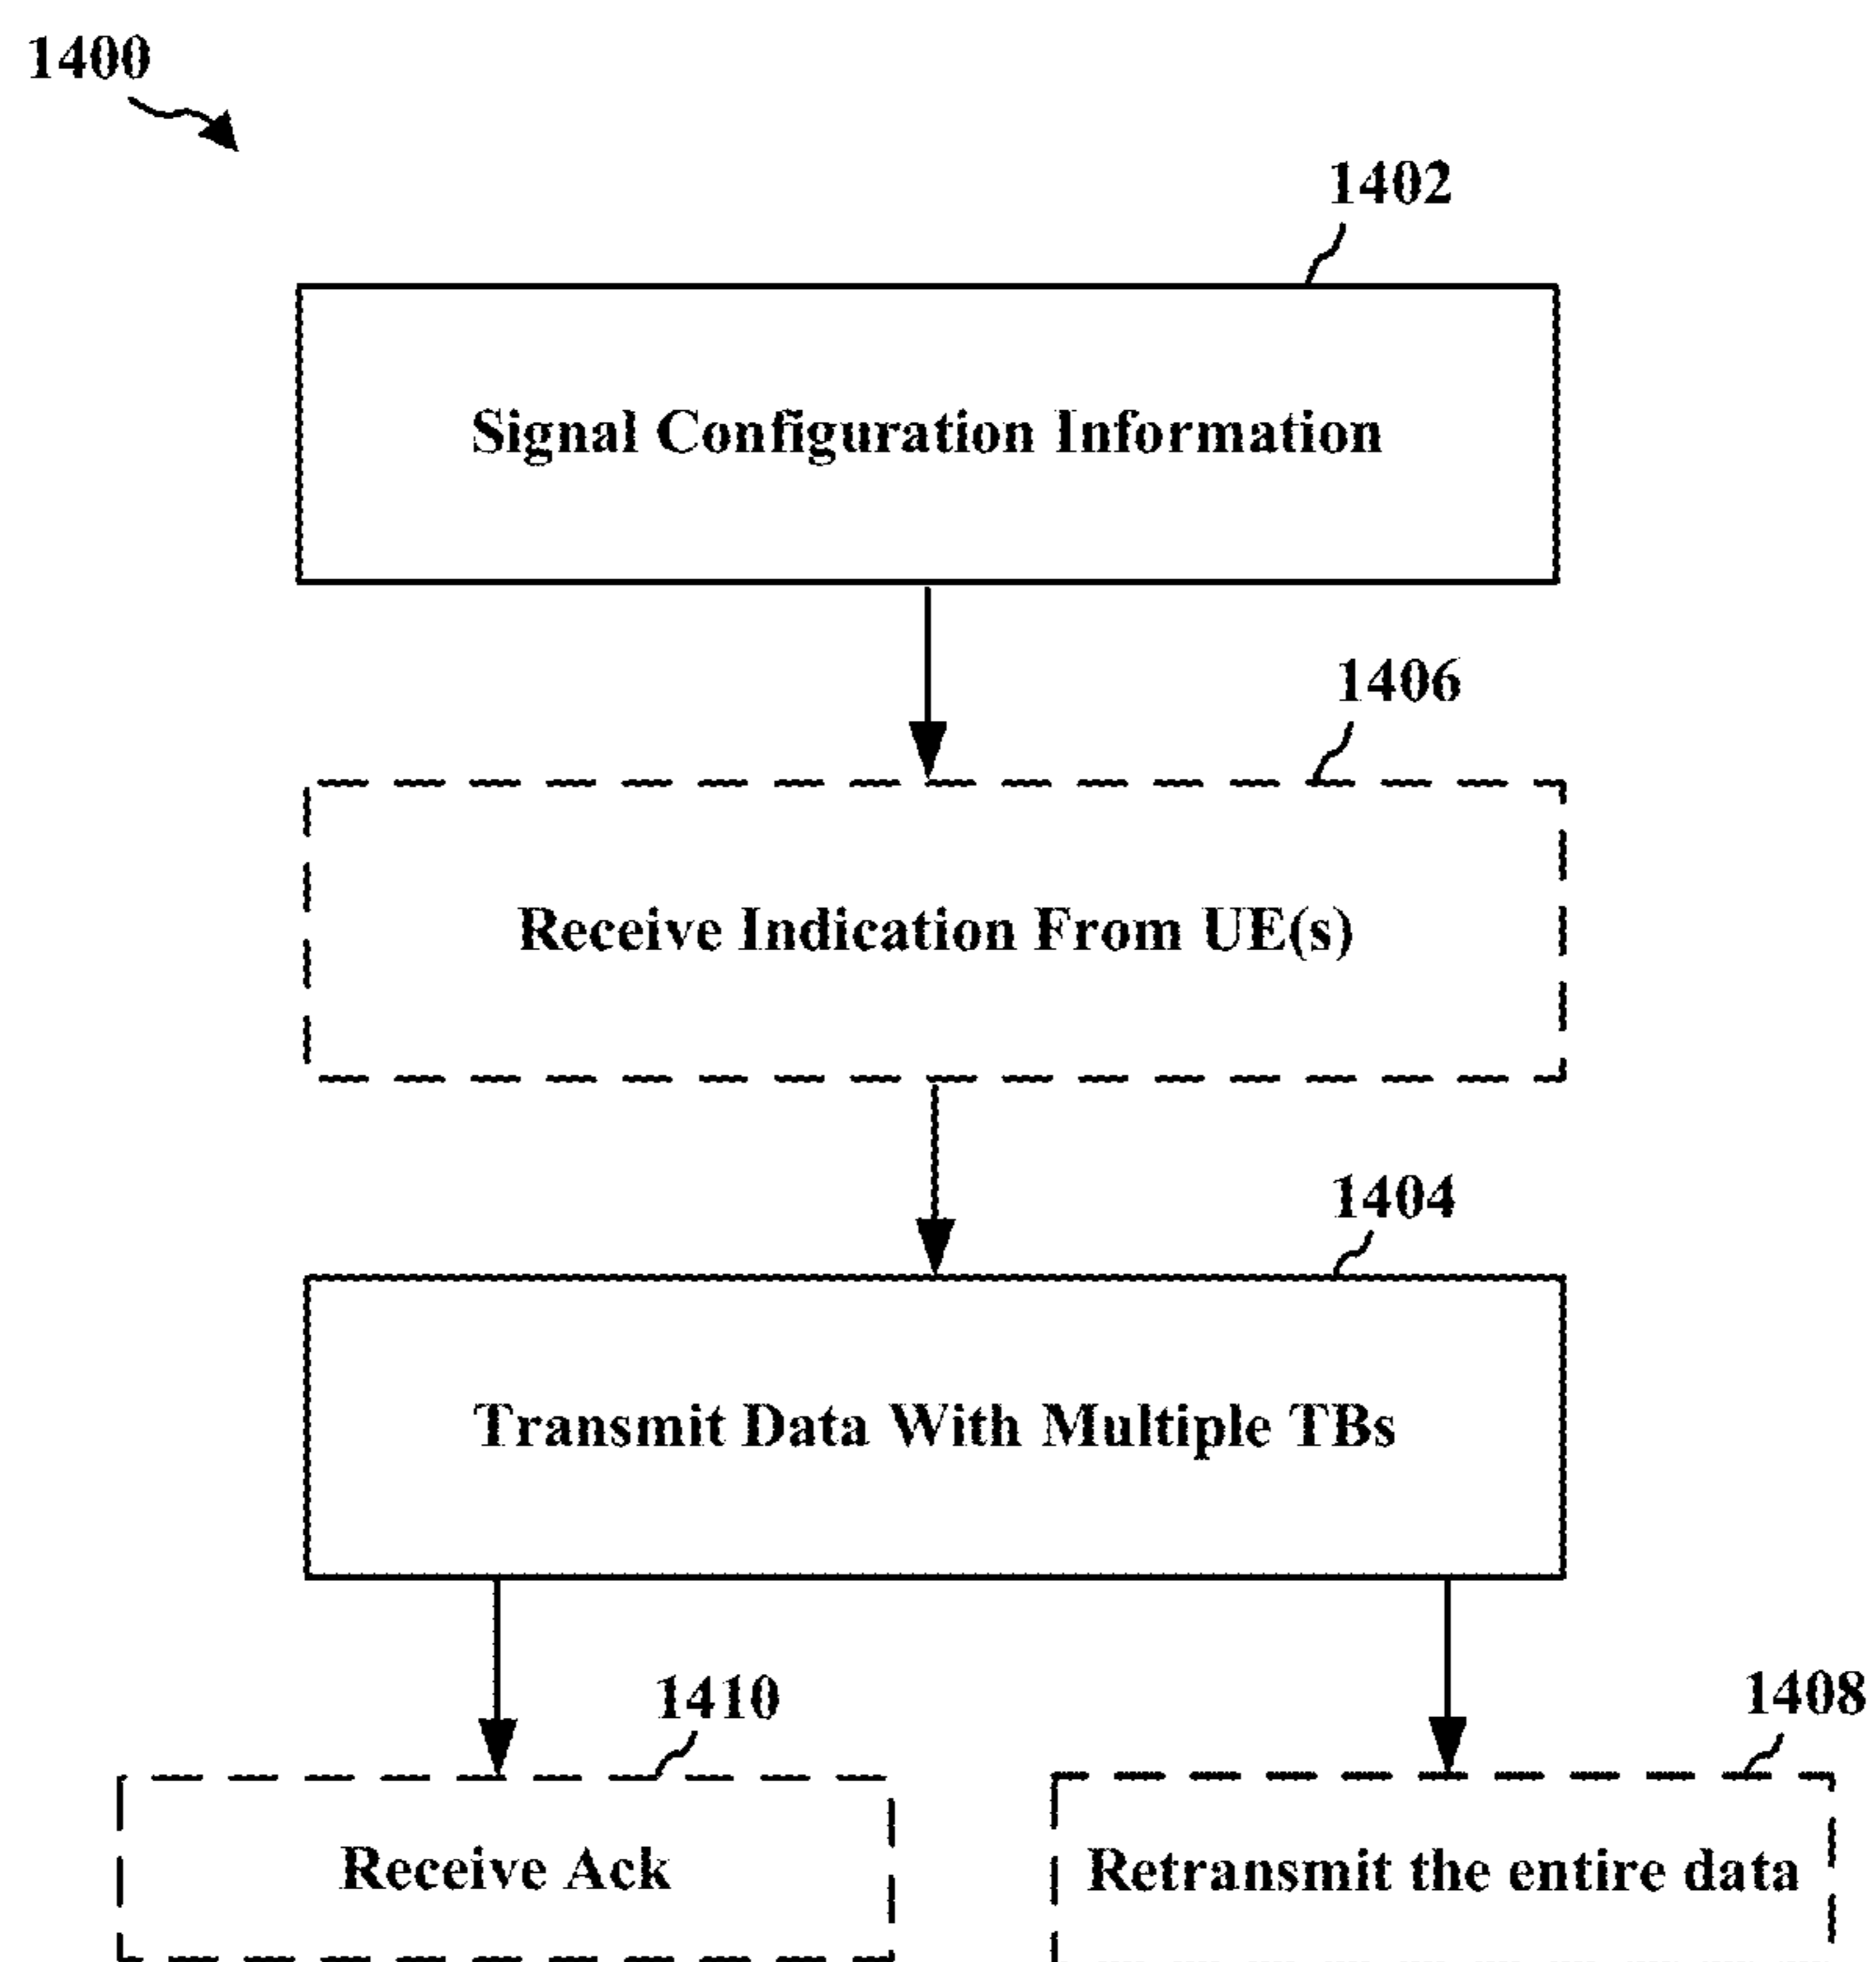 1400
1402
Signal Configuration Information
1406
Receive Indication From UE(s)
1404
Transmit Data With Multiple TBs
1410
Receive Ack
1408
Retransmit the entire data